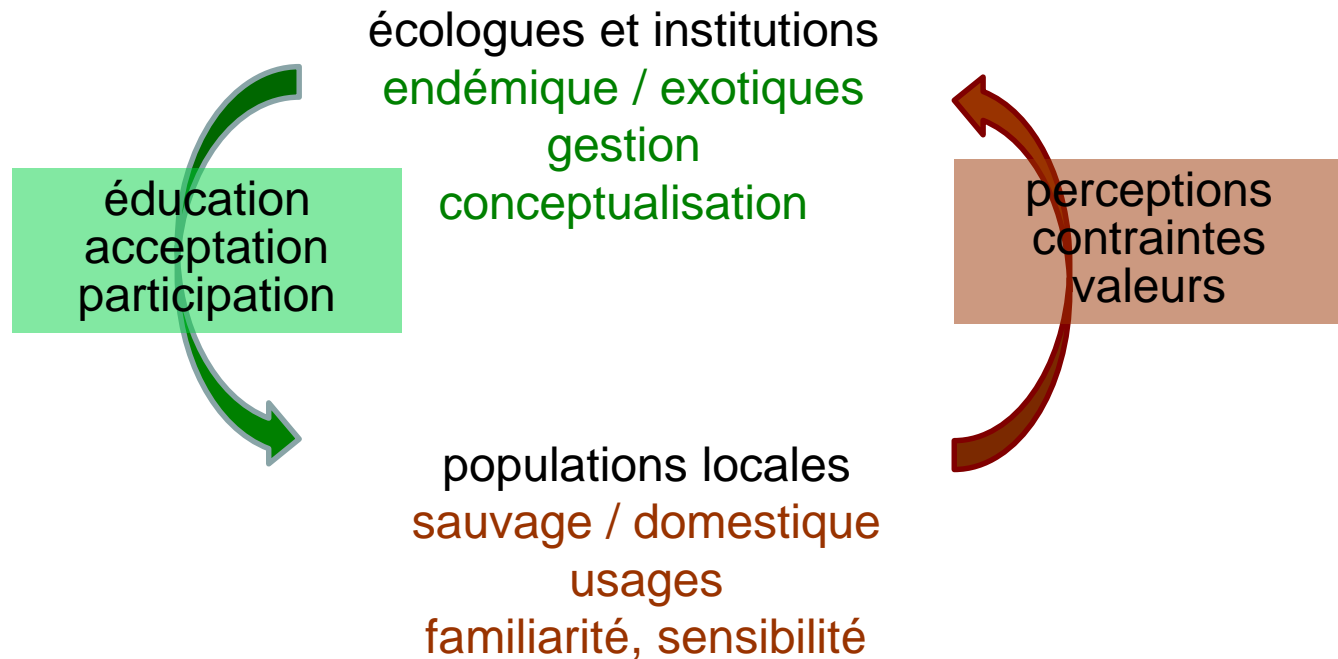 écologues et institutions
endémique / exotiques
gestion
conceptualisation
éducation
acceptation
participation
perceptions
contraintes
valeurs
populations locales
sauvage / domestique
usages
familiarité, sensibilité